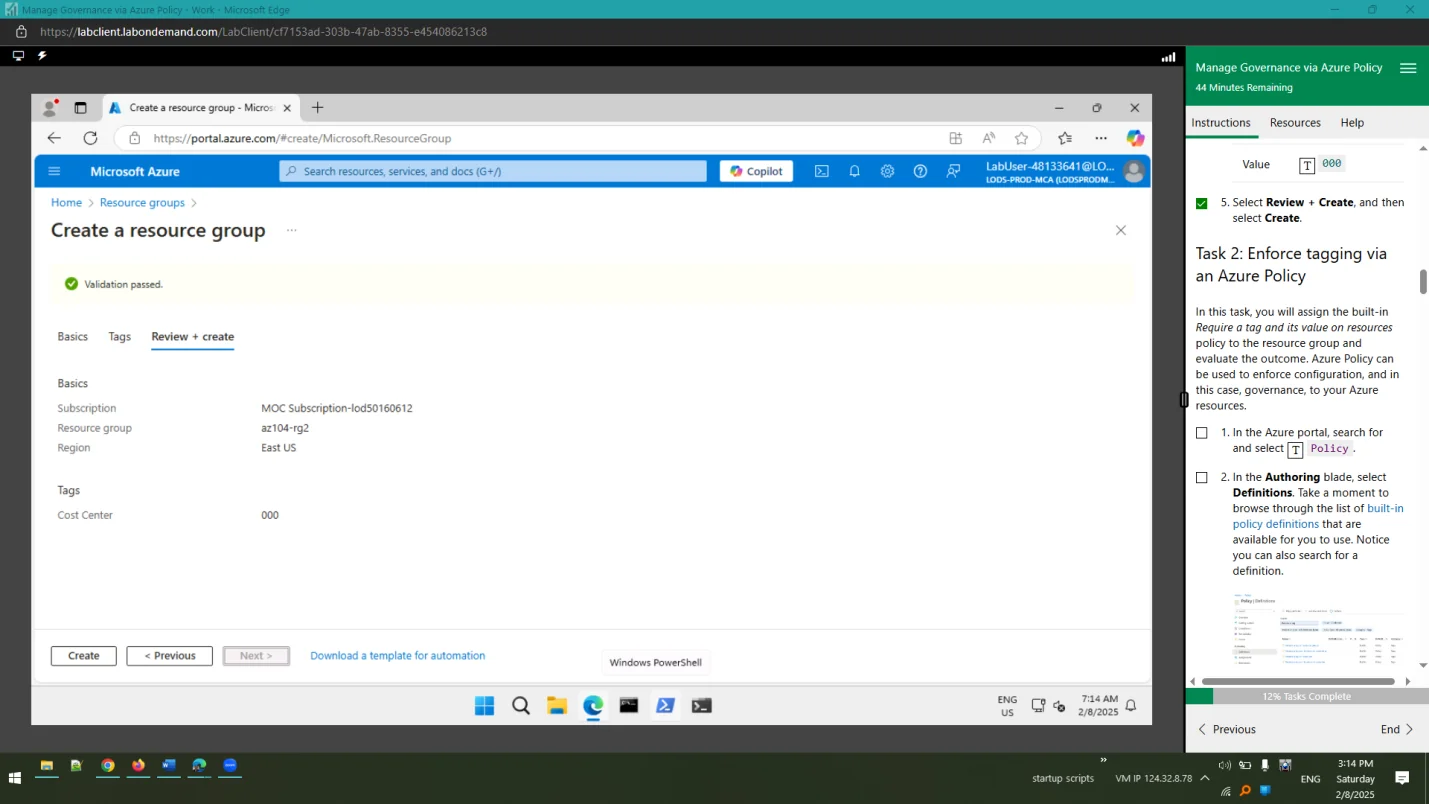 Manage Governance via Azure Policy - Work - Microsoft Edge
https://labclient.labondemand.com/LabClient/cf7153ad-303b-47ab-8355-e454086213c8
Create a resource group - Micros
https://portal.azure.com/#create/Microsoft.ResourceGroup
Microsoft Azure
Search resources, services, and docs (G+/)
Copilot
LabUser-48133641@LO...
LODS-PROD-MCA (LODSPRODM...
Home > Resource groups >
Create a resource group ...
Validation passed.
Basics Tags Review + create
Basics
Subscription MOC Subscription-lod50160612
Resource group az104-rg2
Region East US
Tags
Cost Center 000
Create < Previous Next > Download a template for automation
Windows PowerShell
ENG
US
7:14 AM
2/8/2025
Manage Governance via Azure Policy
44 Minutes Remaining
Instructions Resources Help
Value T 000
5. Select Review + Create, and then
select Create.
Task 2: Enforce tagging via
an Azure Policy
In this task, you will assign the built-in
Require a tag and its value on resources
policy to the resource group and
evaluate the outcome. Azure Policy can
be used to enforce configuration, and in
this case, governance, to your Azure
resources.
1. In the Azure portal, search for
and select T Policy.
2. In the Authoring blade, select
Definitions. Take a moment to
browse through the list of built-in
policy definitions that are
available for you to use. Notice
you can also search for a
definition.
Policy | Definitions
12% Tasks Complete
< Previous End >
startup scripts
VM IP 124.32.8.78
ENG
3:14 PM
Saturday
2/8/2025